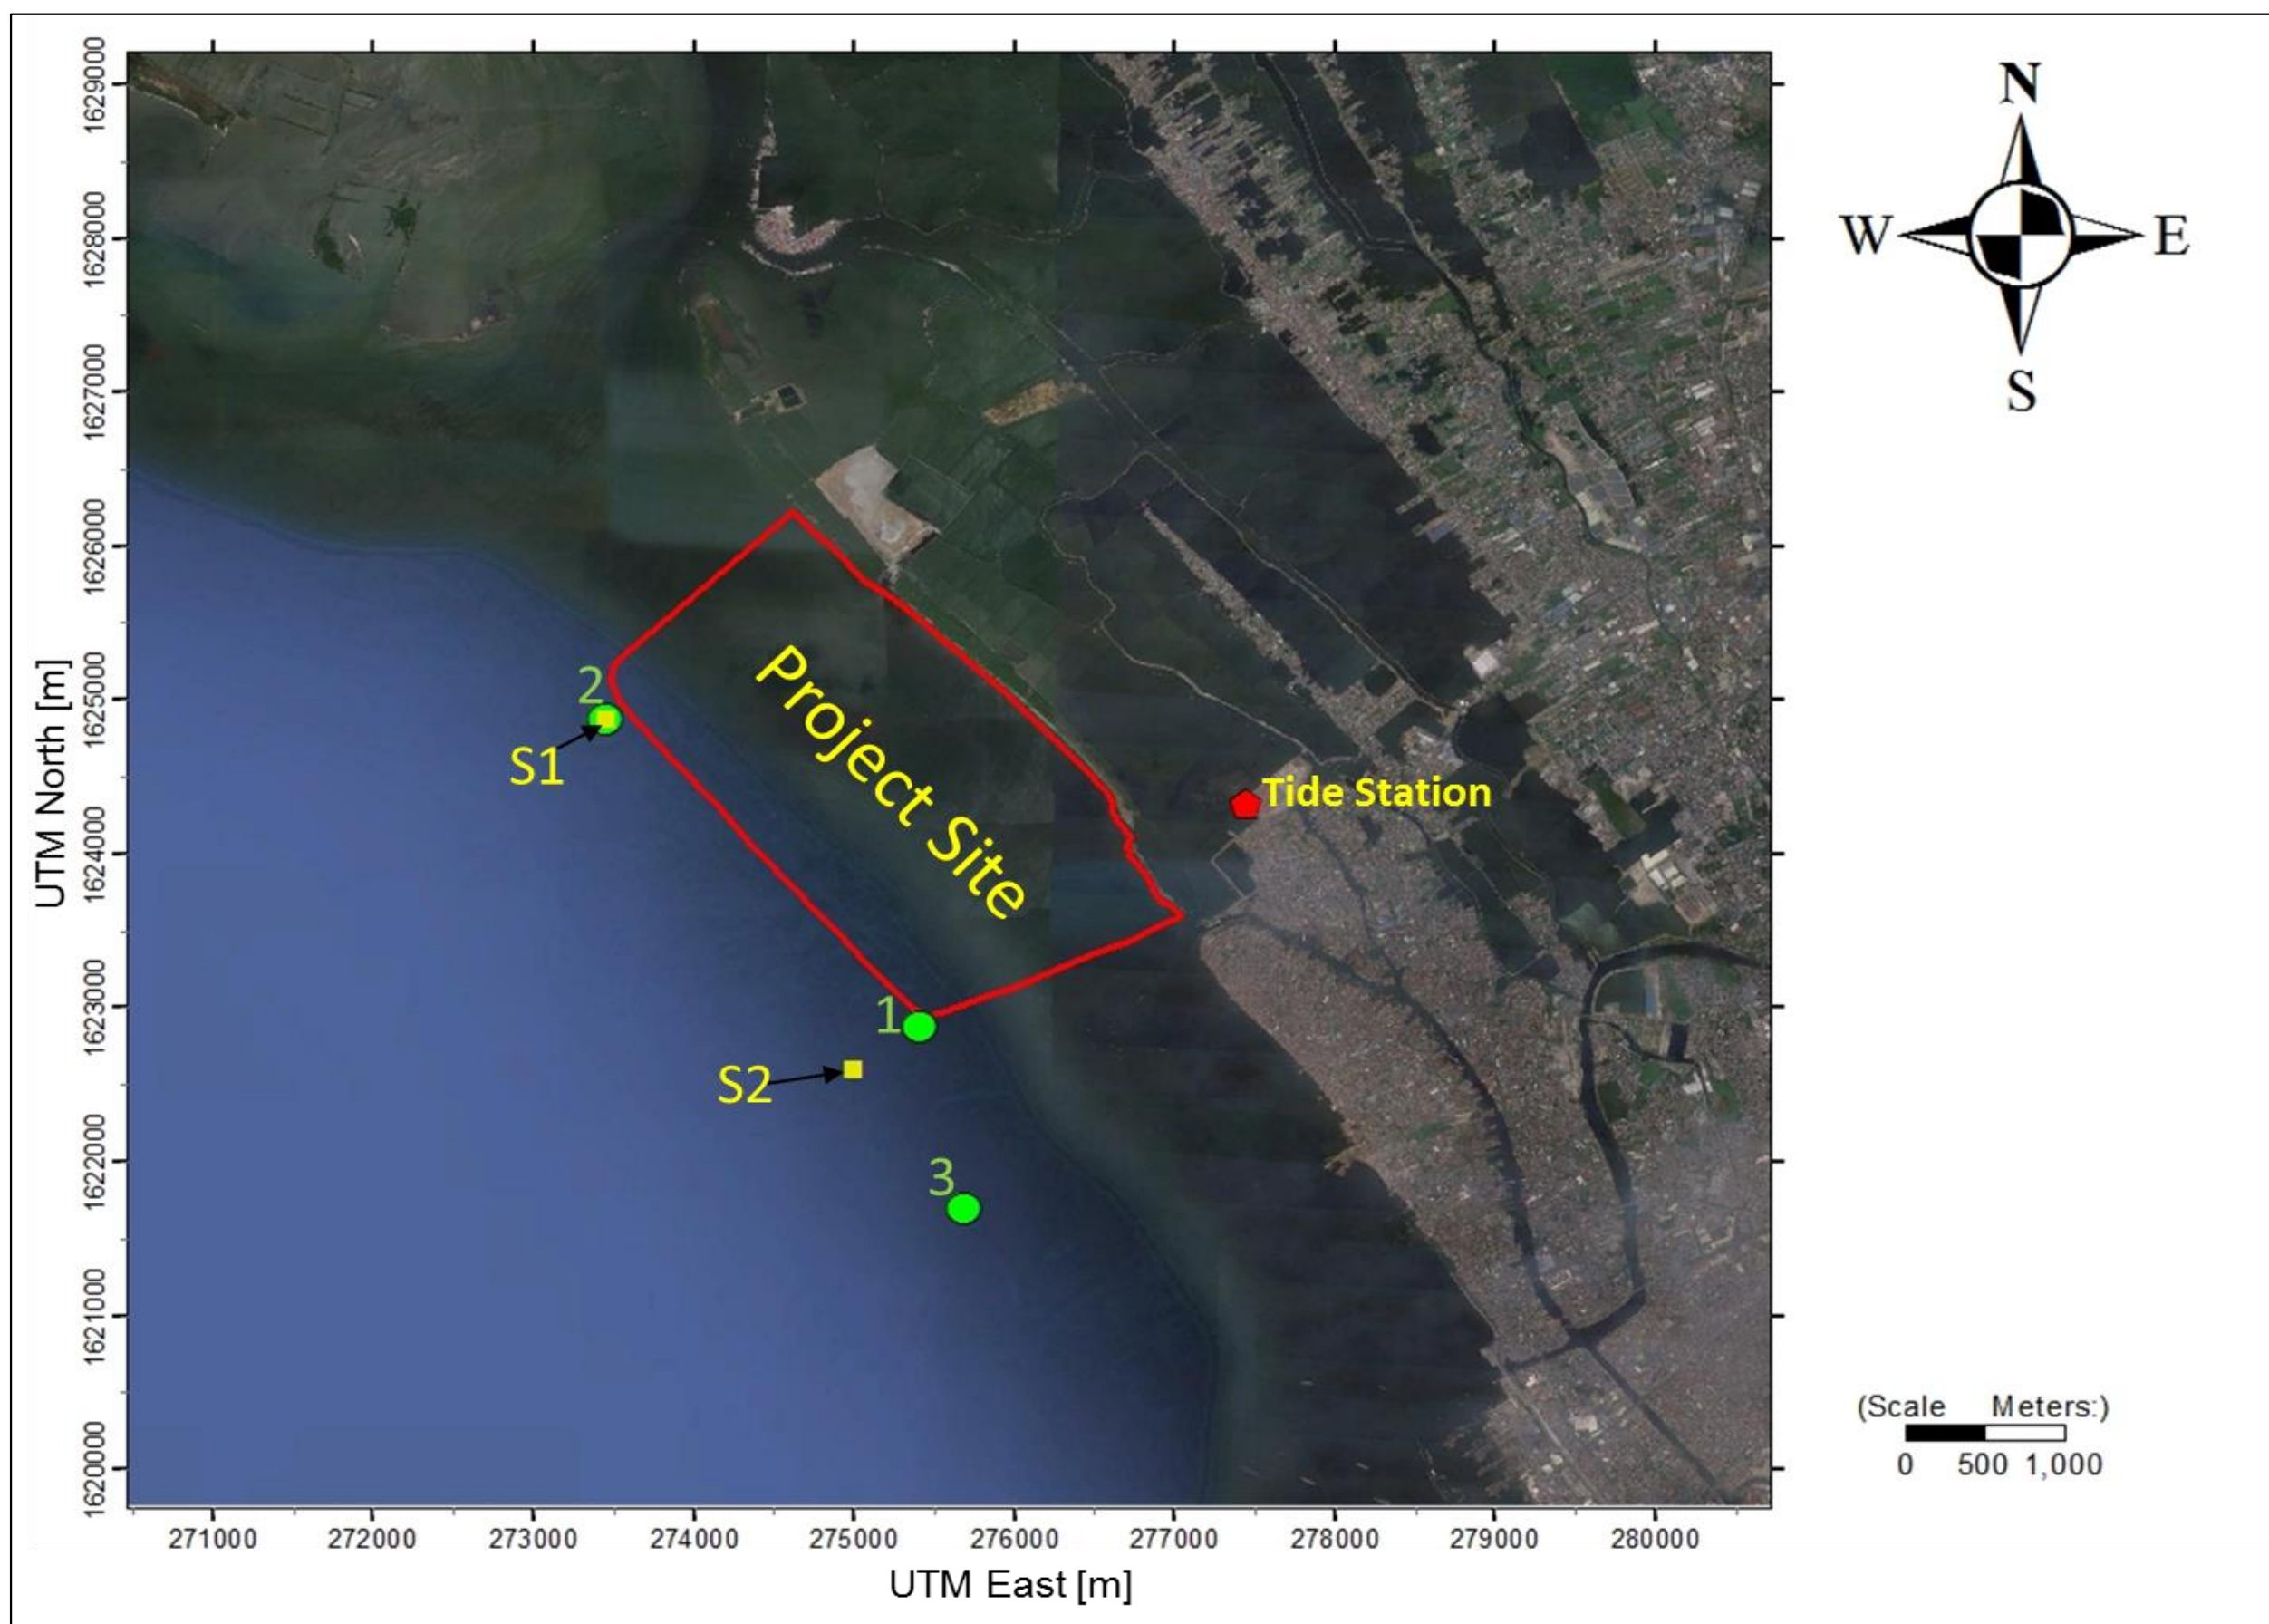 N
W
E
S
1629000
1628000
1627000
1626000
1625000
1624000
1623000
1622000
1621000
1620000
UTM North [m]
2
S1
Project Site
Tide Station
1
S2
3
(Scale Meters:)
0 500 1,000
271000 272000 273000 274000 275000 276000 277000 278000 279000 280000
UTM East [m]